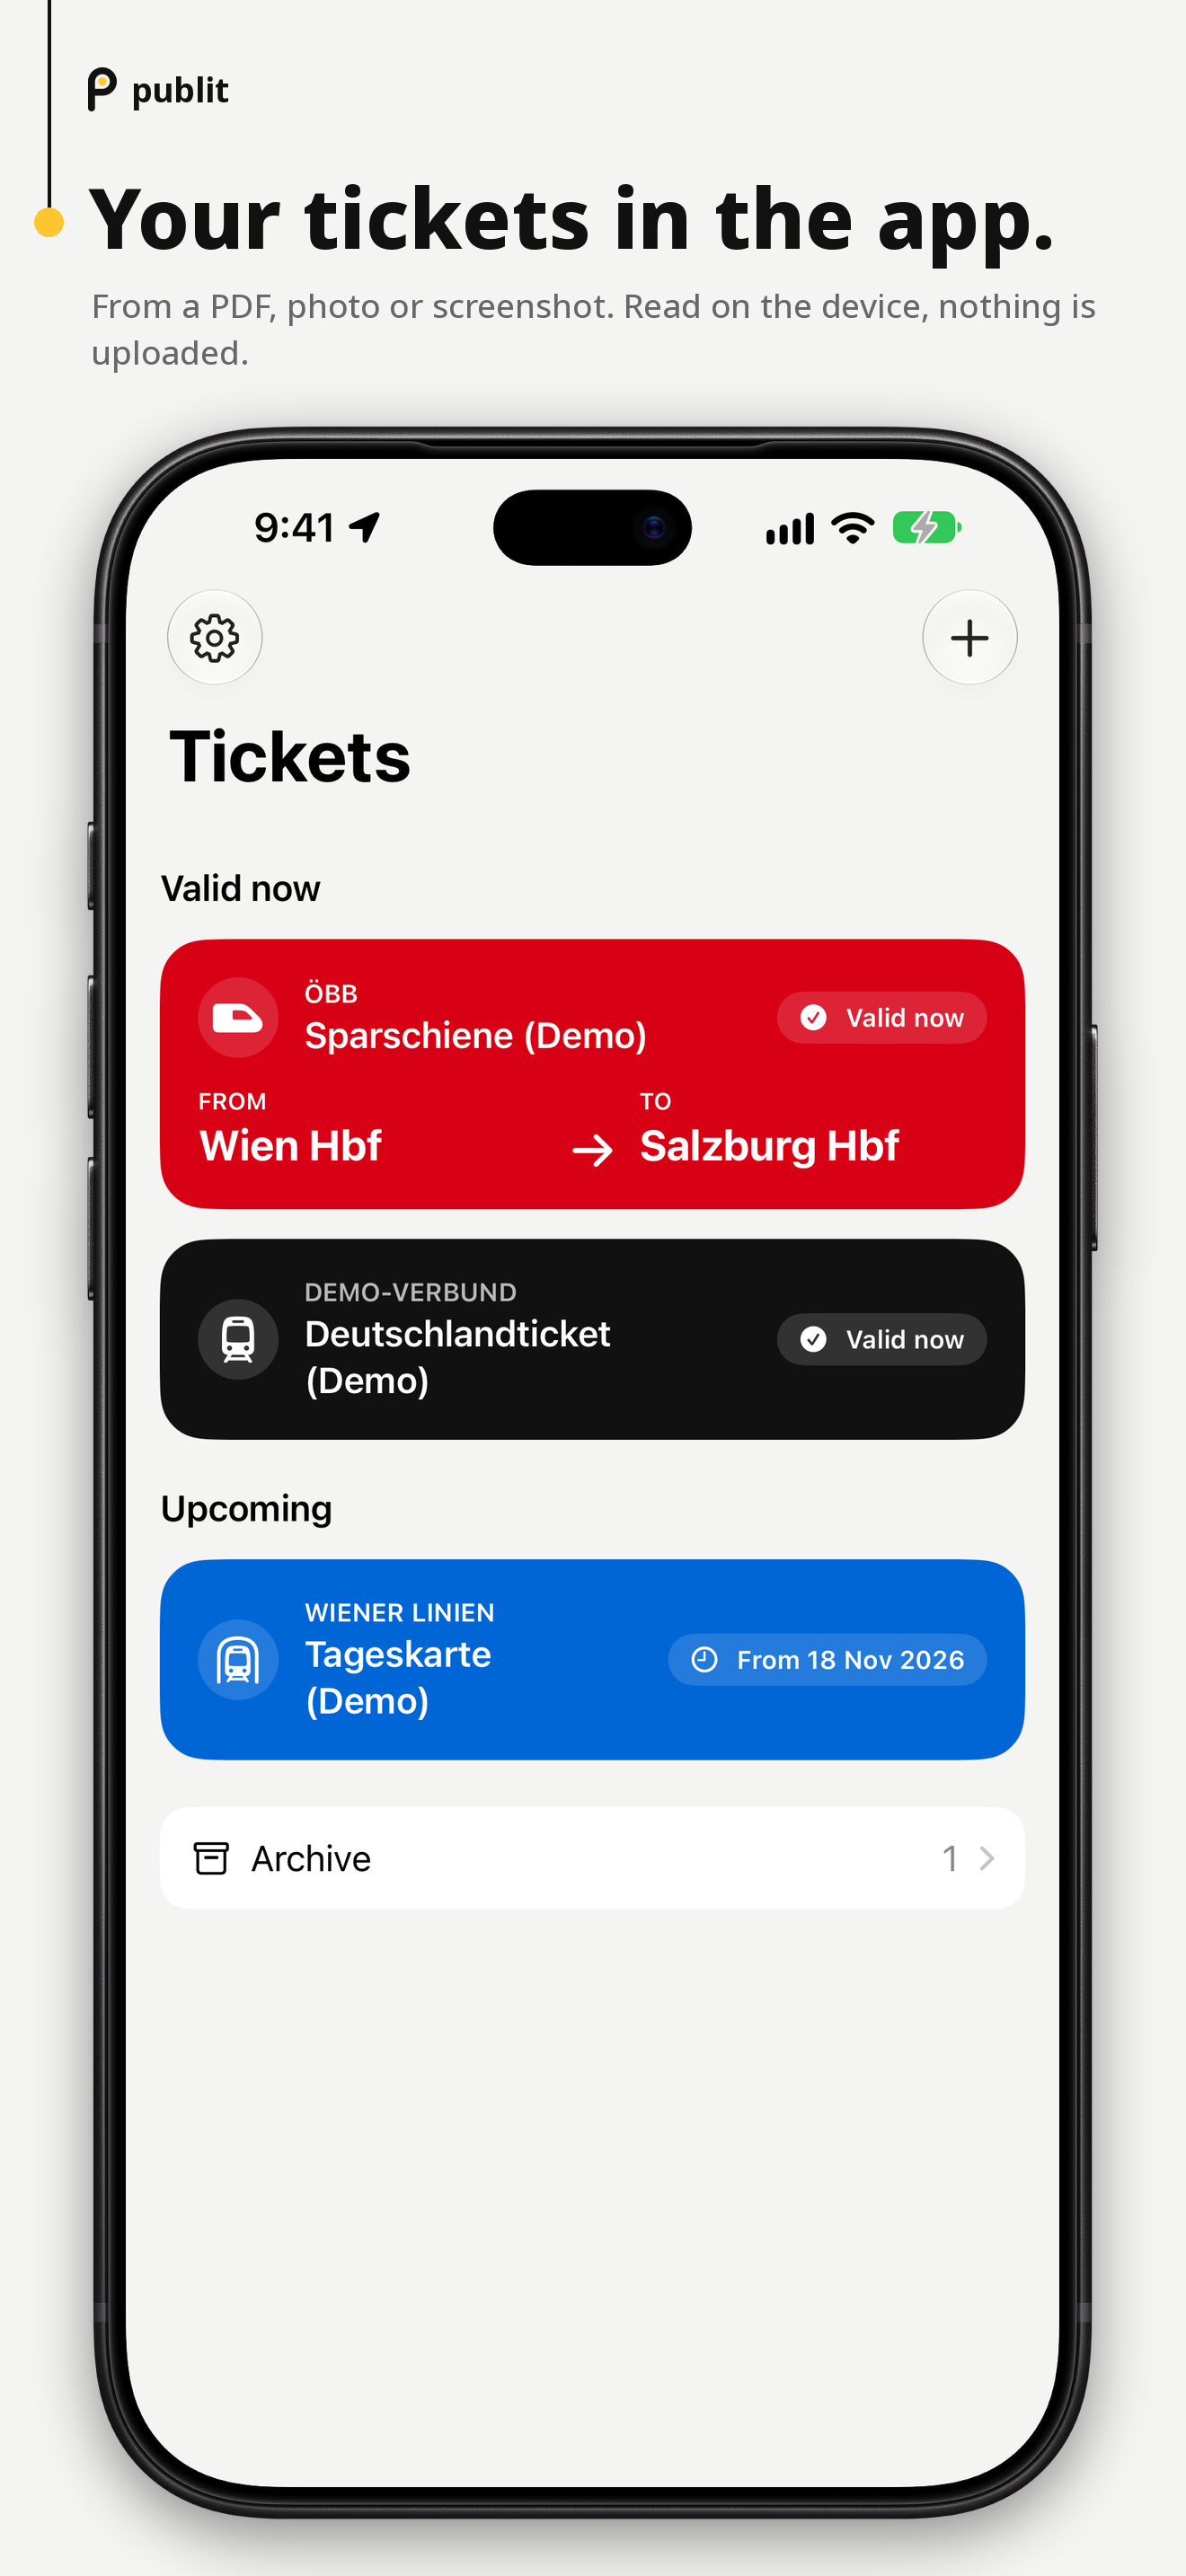 publit
Your tickets in the app.
From a PDF, photo or screenshot. Read on the device, nothing is
uploaded.
9:41
Tickets
Valid now
ÖBB
Sparschiene (Demo)
Valid now
FROM
TO
Wien Hbf
Salzburg Hbf
DEMO-VERBUND
Deutschlandticket
(Demo)
Valid now
Upcoming
WIENER LINIEN
Tageskarte
(Demo)
From 18 Nov 2026
Archive
1